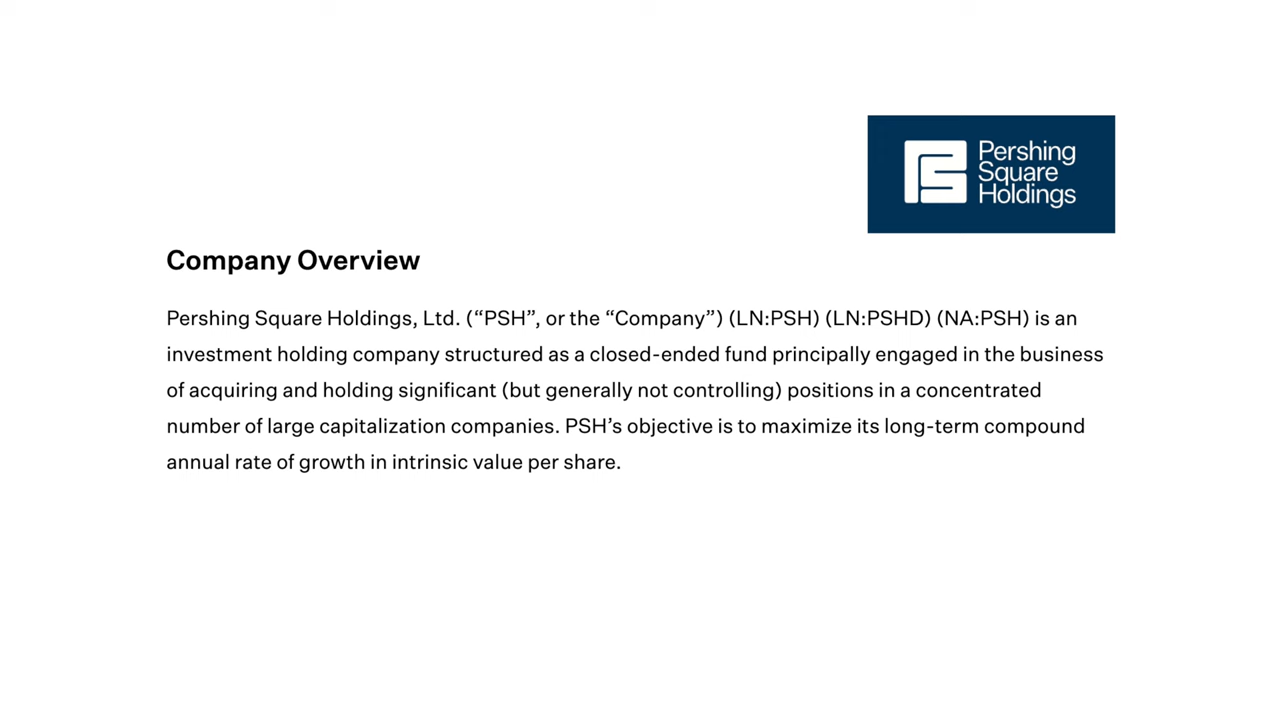 Pershing
Square
Holdings
Company Overview
Pershing Square Holdings, Ltd. (“PSH”, or the “Company”) (LN:PSH) (LN:PSHD) (NA:PSH) is an
investment holding company structured as a closed-ended fund principally engaged in the business
of acquiring and holding significant (but generally not controlling) positions in a concentrated
number of large capitalization companies. PSH’s objective is to maximize its long-term compound
annual rate of growth in intrinsic value per share.